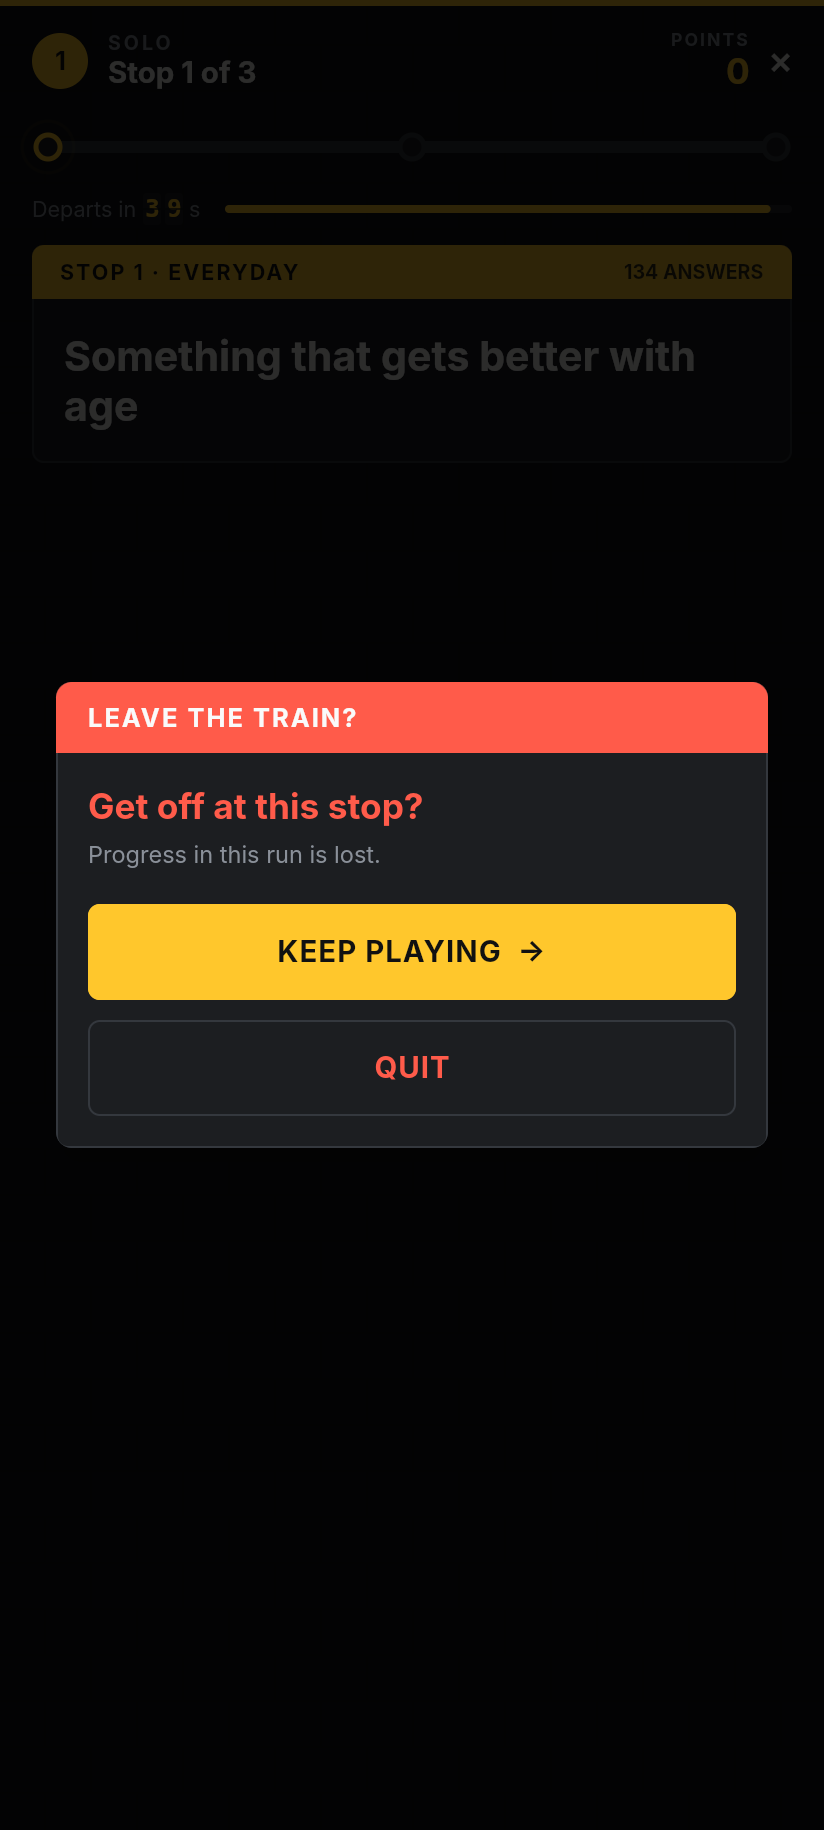 1
SOLO
Stop 1 of 3
POINTS
0
×
Departs in 39 s
STOP 1 · EVERYDAY
134 ANSWERS
Something that gets better with
age
LEAVE THE TRAIN?
Get off at this stop?
Progress in this run is lost.
KEEP PLAYING →
QUIT